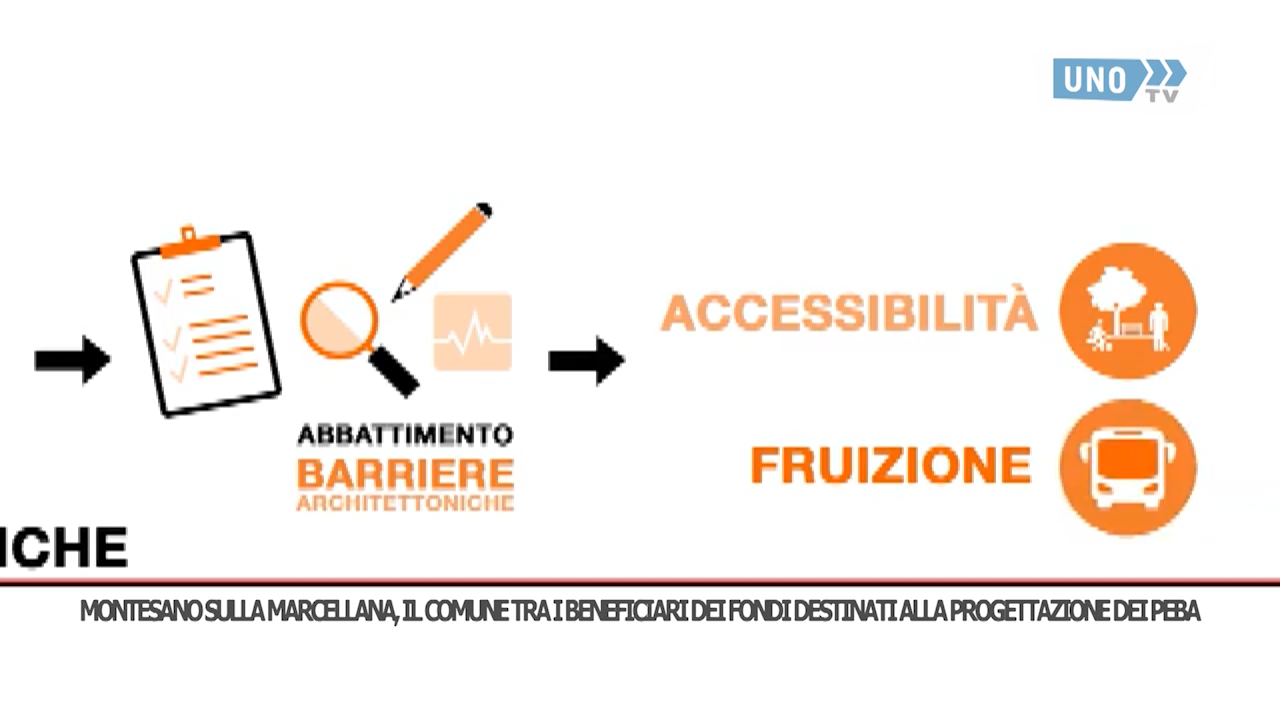 UNO
TV
ACCESSIBILITÀ
ABBATTIMENTO
BARRIERE
ARCHITETTONICHE
FRUIZIONE
ICHE
MONTESANO SULLA MARCELLANA, IL COMUNE TRA I BENEFICIARI DEI FONDI DESTINATI ALLA PROGETTAZIONE DEI PEBA